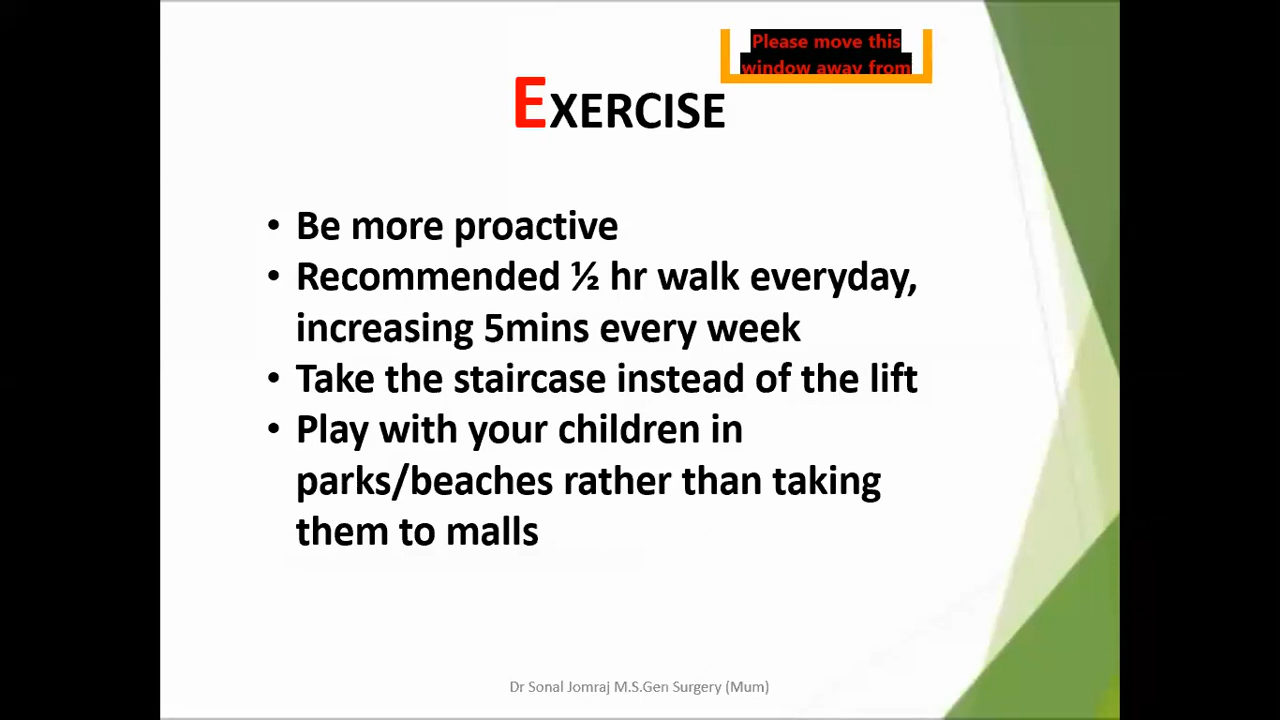 Please move this
window away from
EXERCISE
• Be more proactive
• Recommended ½ hr walk everyday,
increasing 5mins every week
• Take the staircase instead of the lift
• Play with your children in
parks/beaches rather than taking
them to malls
Dr Sonal Jomraj M.S.Gen Surgery (Mum)